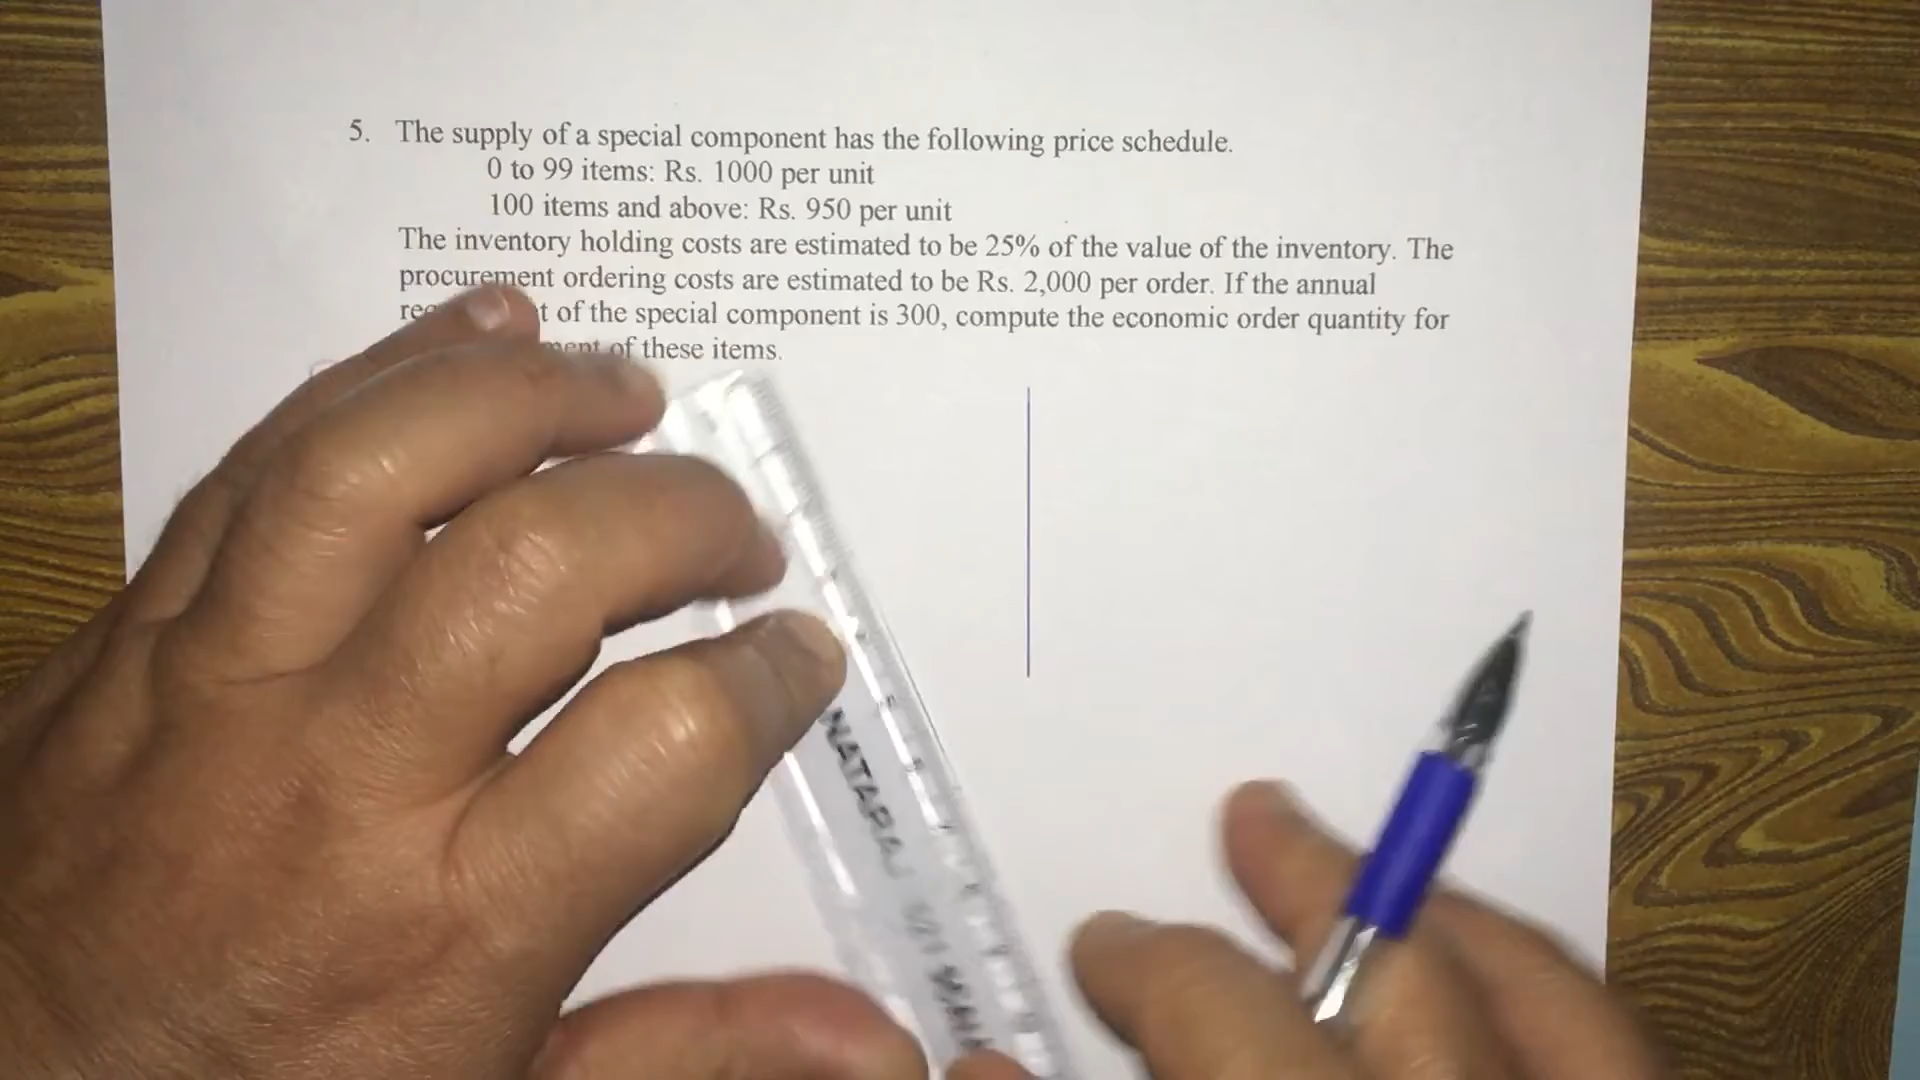 5. The supply of a special component has the following price schedule.
0 to 99 items: Rs. 1000 per unit
100 items and above: Rs. 950 per unit
The inventory holding costs are estimated to be 25% of the value of the inventory. The
procurement ordering costs are estimated to be Rs. 2,000 per order. If the annual
of the special component is 300, compute the economic order quantity for
of these items.
NATARAJ 621